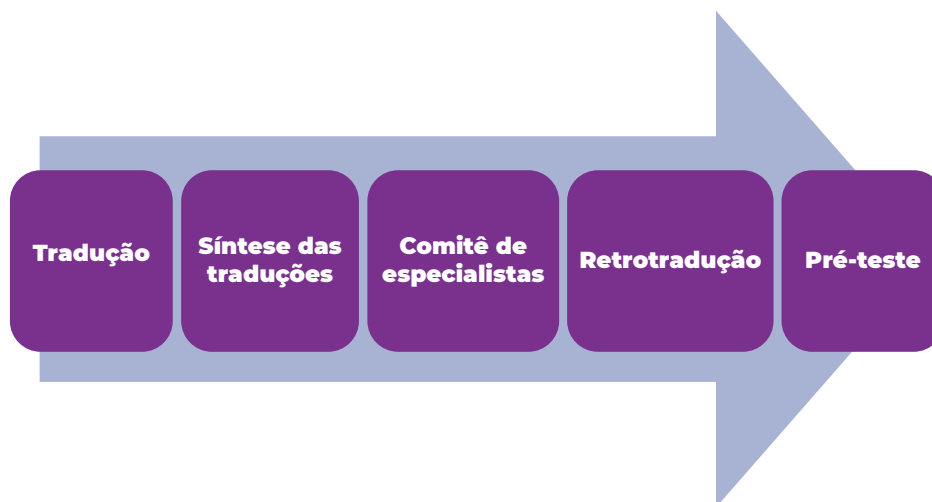 Tradução
Síntese das
traduções
Comitê de
especialistas
Retrotradução
Pré-teste